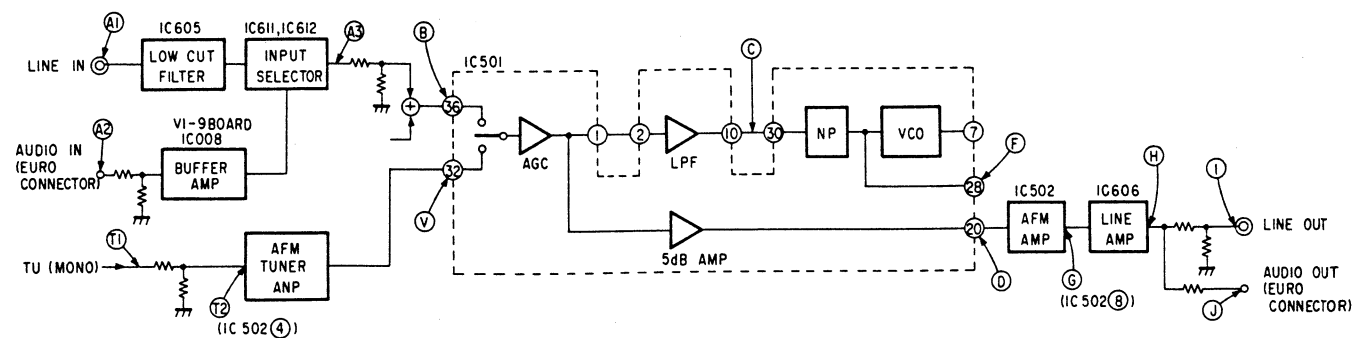 A1
IC605
IC611, IC612
A3
B
LINE IN
LOW CUT
FILTER
INPUT
SELECTOR
IC501
C
+
36
A2
VI-9BOARD
IC008
AUDIO IN
(EURO
CONNECTOR)
BUFFER
AMP
AGC
1
2
LPF
10
30
NP
VCO
7
32
V
28
F
T1
TU (MONO)
AFM
TUNER
ANP
T2
(IC 502 4)
5dB AMP
20
D
IC502
AFM
AMP
G
(IC 502 8)
IC606
LINE
AMP
H
I
LINE OUT
J
AUDIO OUT
(EURO
CONNECTOR)